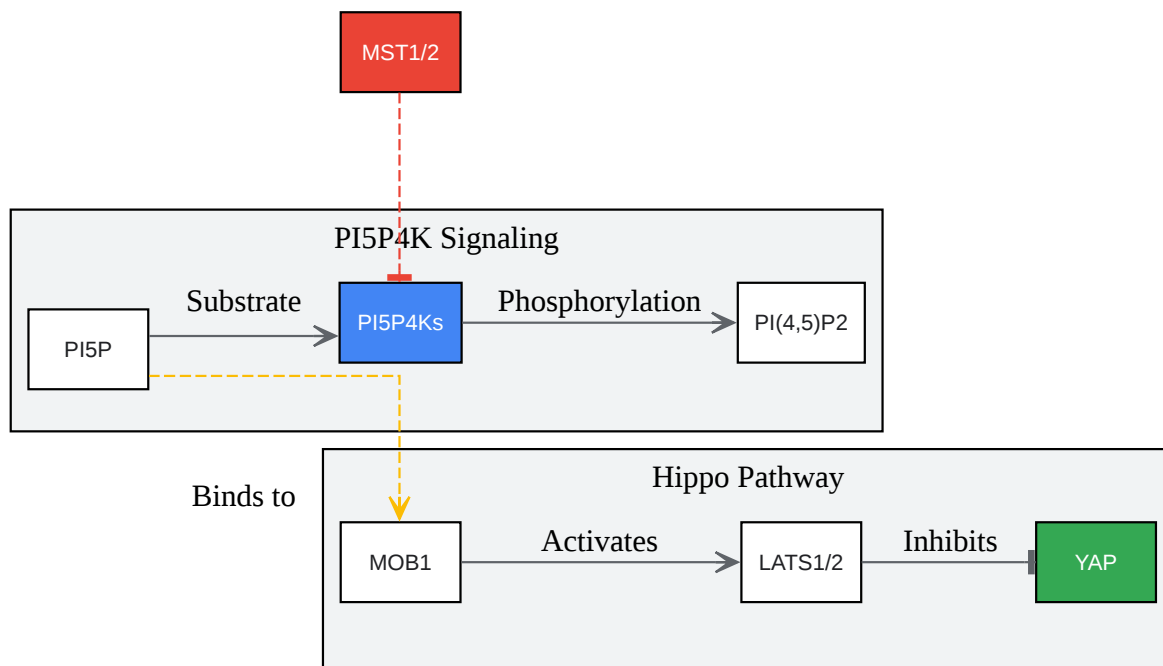 MST1/2
PI5P4K Signaling
Substrate
Phosphorylation
PI5P
PI5P4Ks
PI(4,5)P2
Binds to
Hippo Pathway
Activates
Inhibits
MOB1
LATS1/2
YAP